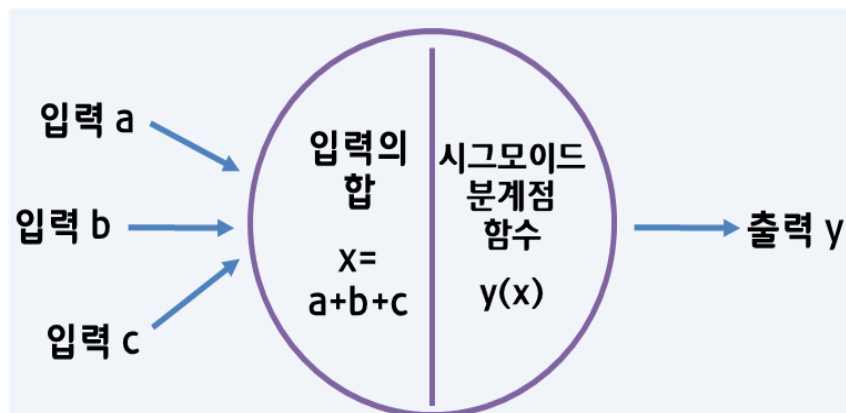 입력 a
입력 b
입력 c
입력의
합
x=
a+b+c
시그모이드
분계점
함수
y(x)
출력 y